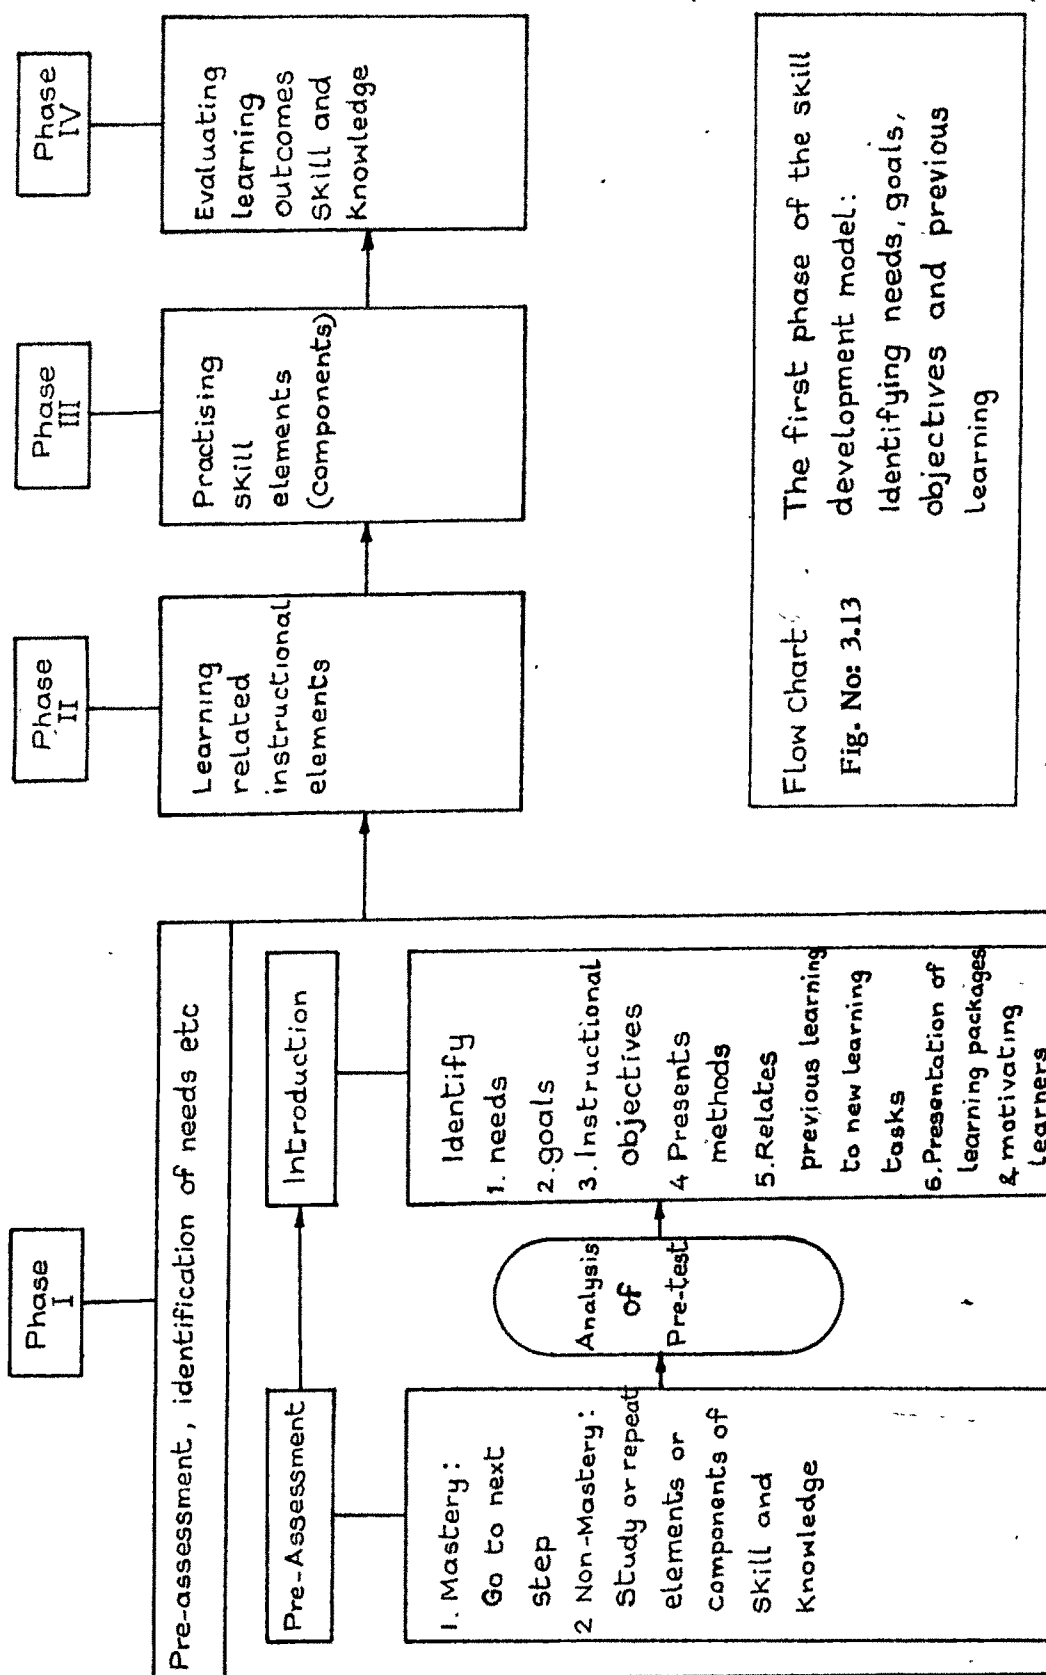 Phase
I
Pre-assessment, identification of needs etc
Pre-Assessment
1. Mastery:
Go to next
step
2 Non-Mastery:
Study or repeat
elements or
components of
skill and
knowledge
Analysis
of
Pre-test
Introduction
Identify
1. needs
2. goals
3. Instructional
objectives
4 Presents
methods
5. Relates
previous learning
to new learning
tasks
6. Presentation of
learning packages
& motivating
learners
Phase
II
Learning
related
instructional
elements
Phase
III
Practising
skill
elements
(components)
Phase
IV
Evaluating
learning
outcomes
skill and
knowledge
Flow Chart . The first phase of the skill
development model:
Fig. No: 3.13 Identifying needs, goals,
objectives and previous
learning